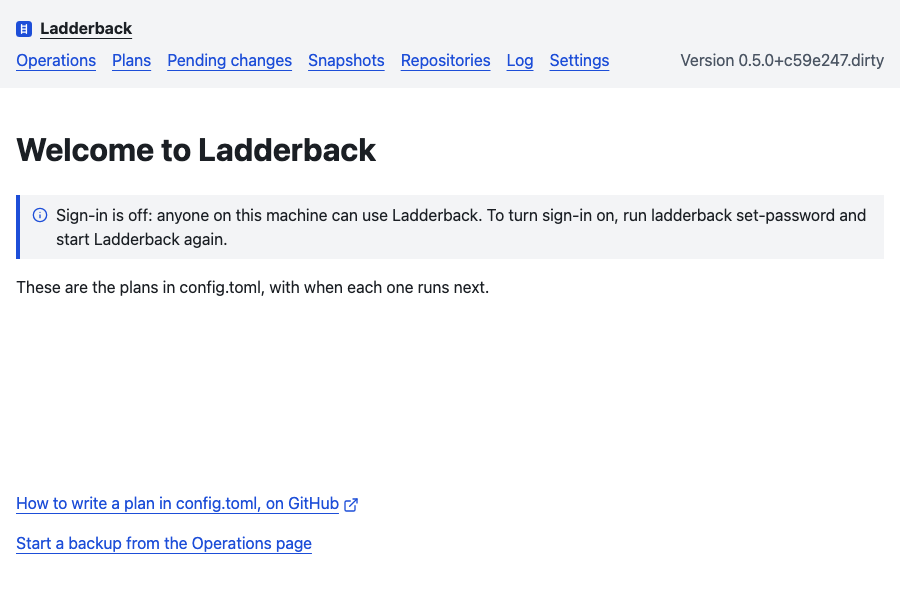 Ladderback
Operations Plans Pending changes Snapshots Repositories Log Settings Version 0.5.0+c59e247.dirty
Welcome to Ladderback
Sign-in is off: anyone on this machine can use Ladderback. To turn sign-in on, run ladderback set-password and
start Ladderback again.
These are the plans in config.toml, with when each one runs next.
How to write a plan in config.toml, on GitHub
Start a backup from the Operations page